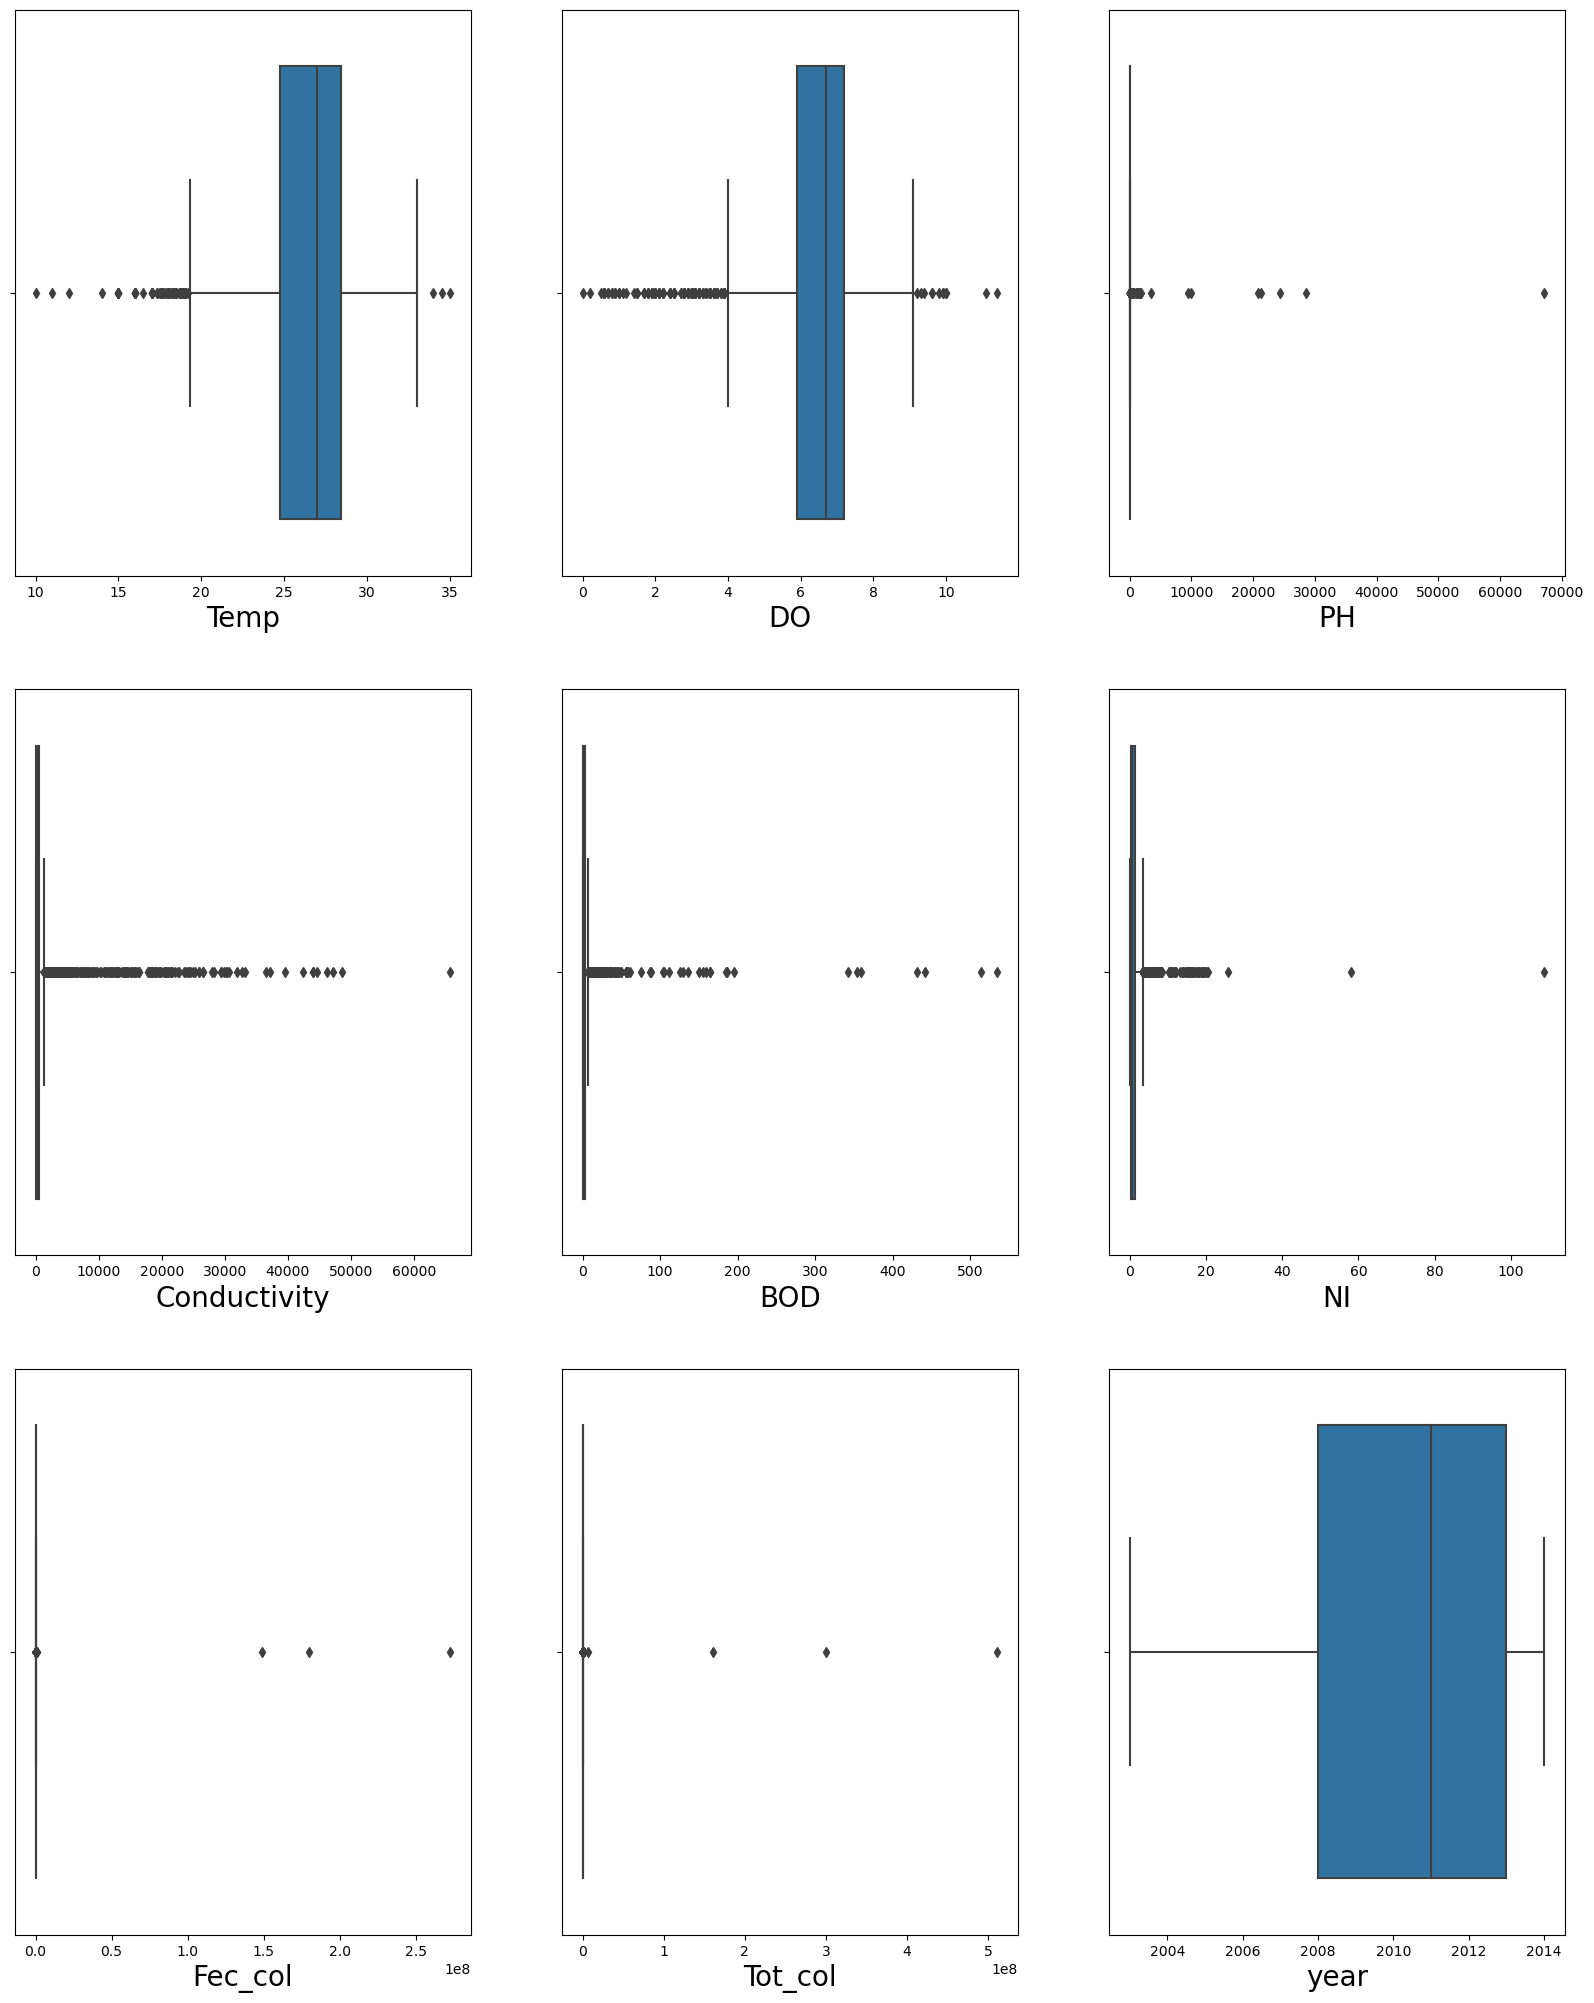 10 15 20 25 30 35
Temp
0 2 4 6 8 10
DO
0 10000 20000 30000 40000 50000 60000 70000
PH
0 10000 20000 30000 40000 50000 60000
Conductivity
0 100 200 300 400 500
BOD
0 20 40 60 80 100
NI
0.0 0.5 1.0 1.5 2.0 2.5
1e8
Fec_col
0 1 2 3 4 5
1e8
Tot_col
2004 2006 2008 2010 2012 2014
year